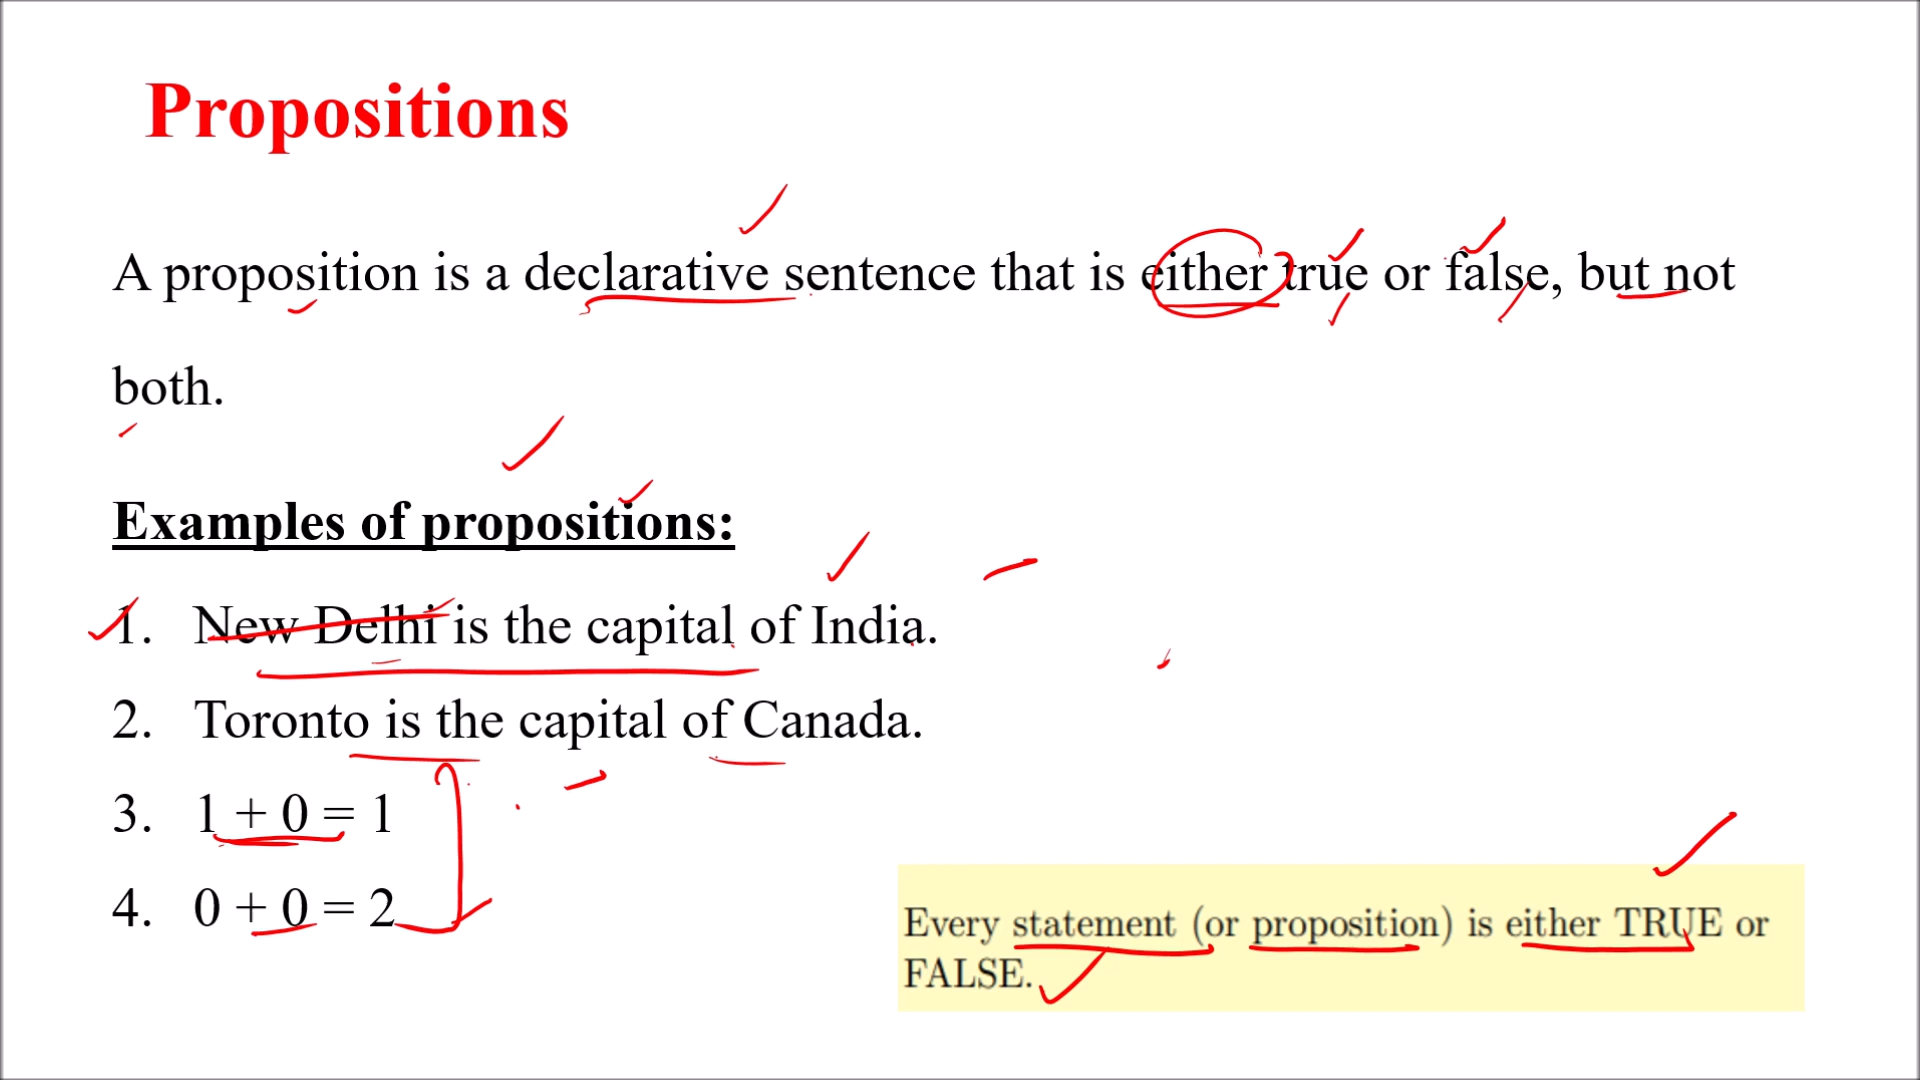 Propositions
A proposition is a declarative sentence that is either true or false, but not
both.
Examples of propositions:
1. New Delhi is the capital of India.
2. Toronto is the capital of Canada.
3. 1 + 0 = 1
4. 0 + 0 = 2
Every statement (or proposition) is either TRUE or
FALSE.